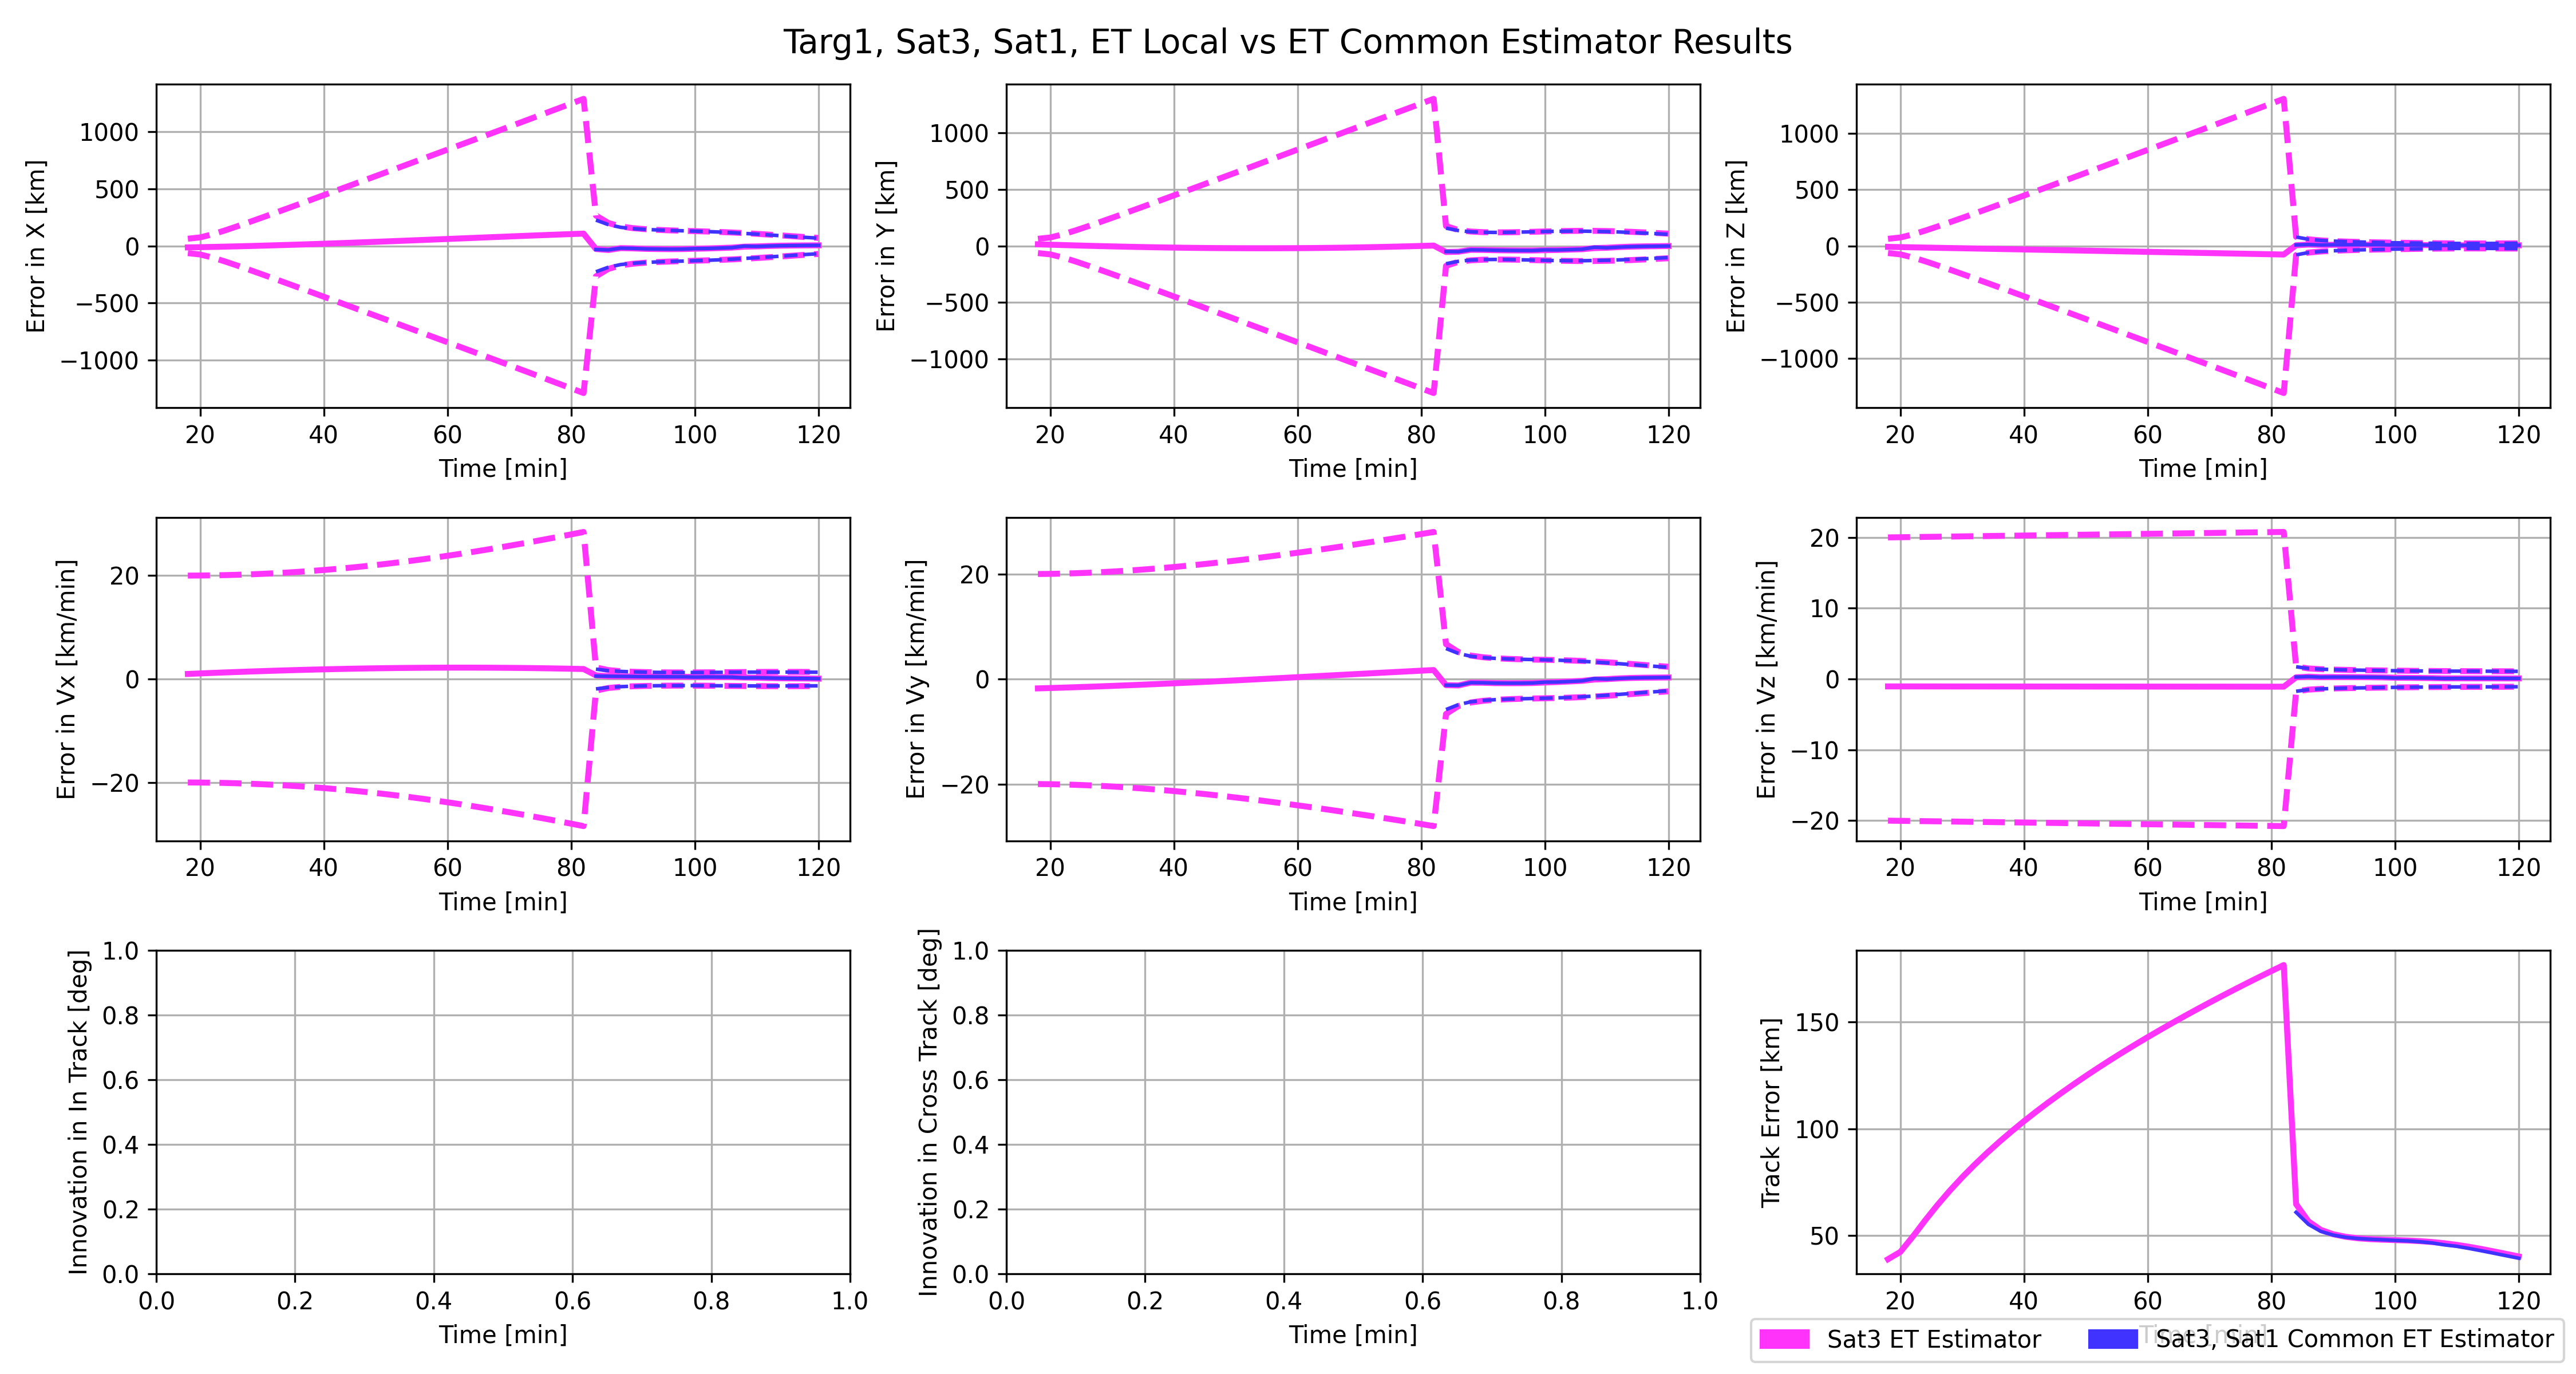 Targ1, Sat3, Sat1, ET Local vs ET Common Estimator Results
Error in X [km]
1000
500
0
−500
−1000
20 40 60 80 100 120
Time [min]
Error in Y [km]
1000
500
0
−500
−1000
20 40 60 80 100 120
Time [min]
Error in Z [km]
1000
500
0
−500
−1000
20 40 60 80 100 120
Time [min]
Error in Vx [km/min]
20
0
−20
20 40 60 80 100 120
Time [min]
Error in Vy [km/min]
20
0
−20
20 40 60 80 100 120
Time [min]
Error in Vz [km/min]
20
10
0
−10
−20
20 40 60 80 100 120
Time [min]
Innovation in In Track [deg]
1.0
0.8
0.6
0.4
0.2
0.0
0.0 0.2 0.4 0.6 0.8 1.0
Time [min]
Innovation in Cross Track [deg]
1.0
0.8
0.6
0.4
0.2
0.0
0.0 0.2 0.4 0.6 0.8 1.0
Time [min]
Track Error [km]
150
100
50
20 40 60 80 100 120
Time [min]
Sat3 ET Estimator
Sat3, Sat1 Common ET Estimator